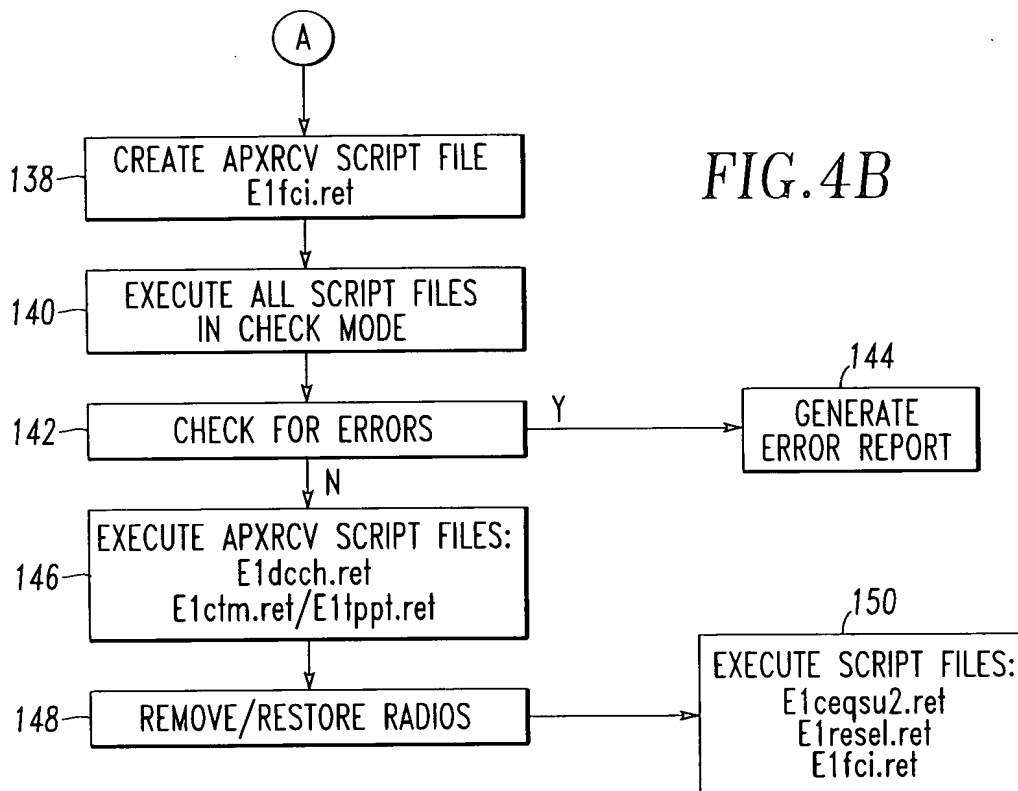 A
138
CREATE APXRCV SCRIPT FILE
E1fci.ret
FIG.4B
140
EXECUTE ALL SCRIPT FILES
IN CHECK MODE
142
CHECK FOR ERRORS
Y
144
GENERATE
ERROR REPORT
N
146
EXECUTE APXRCV SCRIPT FILES:
E1dcch.ret
E1ctm.ret/E1tppt.ret
148
REMOVE/RESTORE RADIOS
150
EXECUTE SCRIPT FILES:
E1ceqsu2.ret
E1resel.ret
E1fci.ret